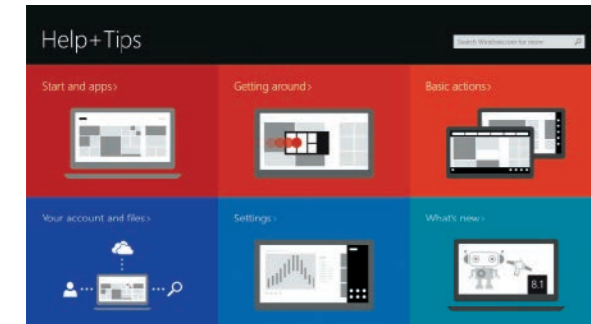 Help+Tips
Search Windows.com for more
Start and apps>
Getting around>
Basic actions>
Your account and files>
Settings>
What's new>
8.1